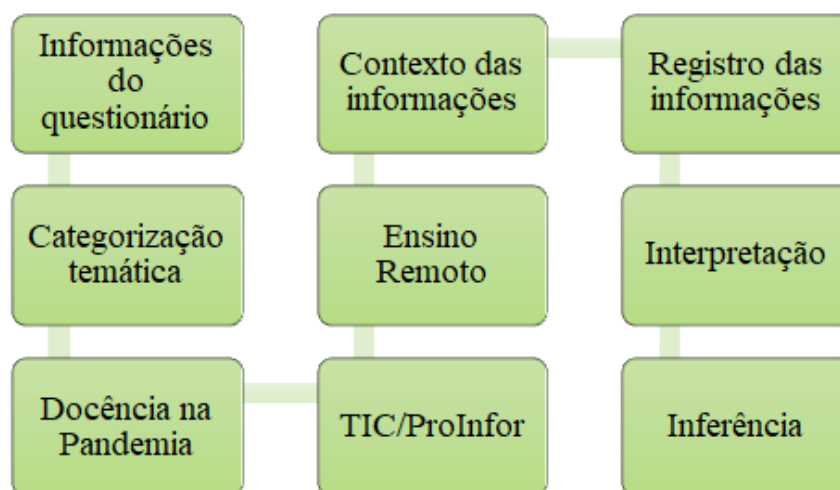 Informações
do
questionário
Categorização
temática
Docência na
Pandemia
TIC/ProInfor
Ensino
Remoto
Contexto das
informações
Registro das
informações
Interpretação
Inferência